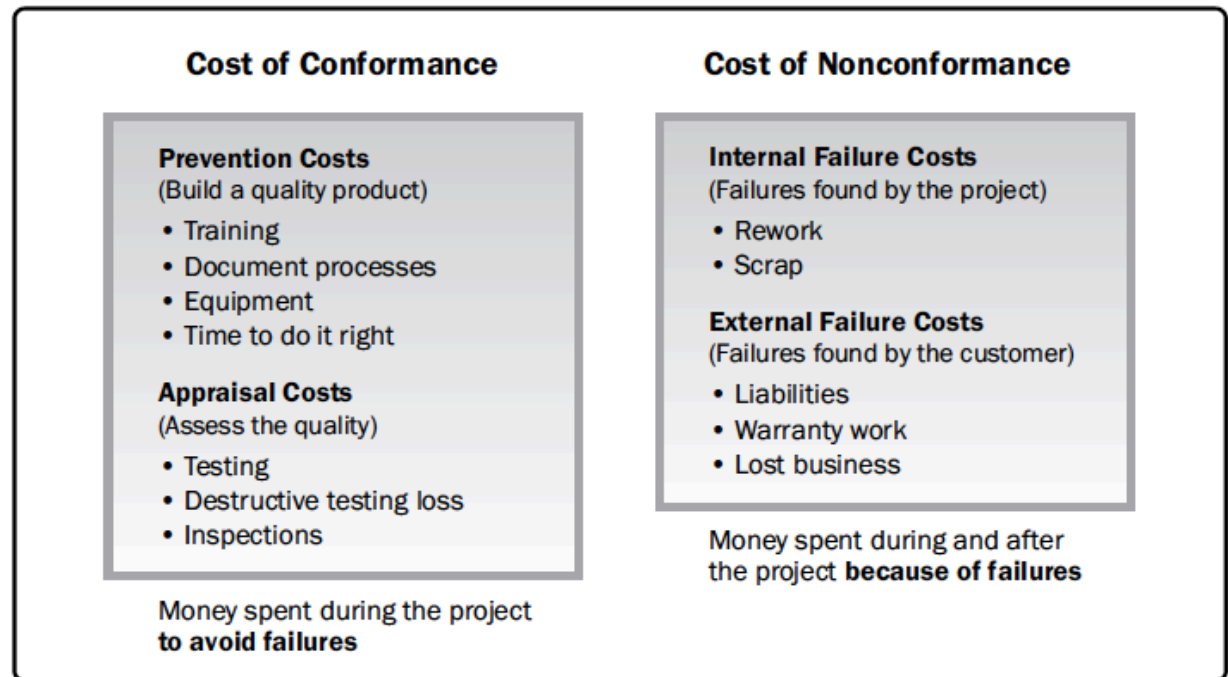 Cost of Conformance
Prevention Costs
(Build a quality product)
• Training
• Document processes
• Equipment
• Time to do it right
Appraisal Costs
(Assess the quality)
• Testing
• Destructive testing loss
• Inspections
Money spent during the project
to avoid failures
Cost of Nonconformance
Internal Failure Costs
(Failures found by the project)
• Rework
• Scrap
External Failure Costs
(Failures found by the customer)
• Liabilities
• Warranty work
• Lost business
Money spent during and after
the project because of failures